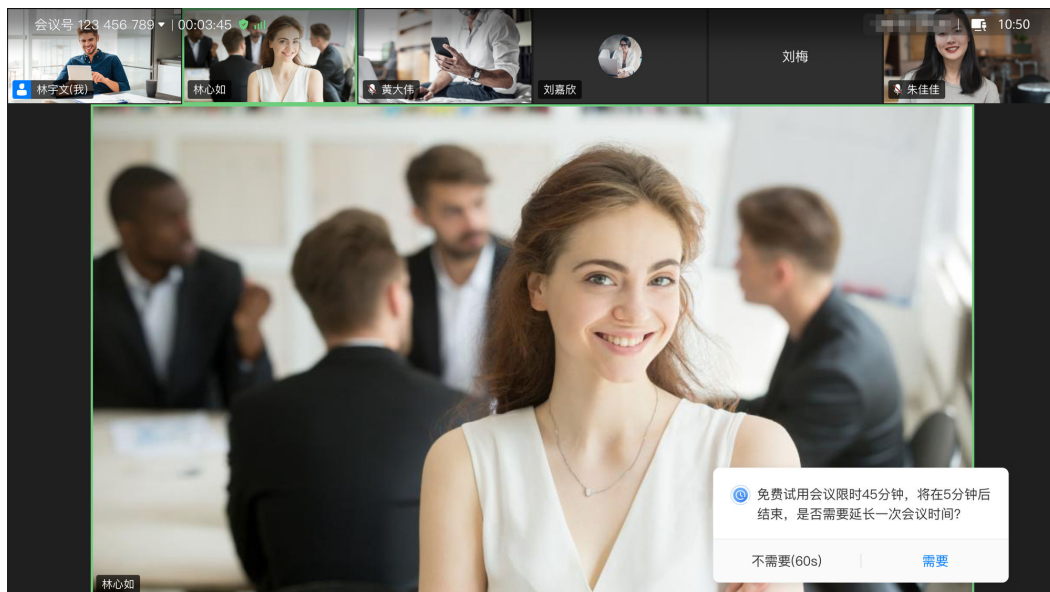 会议号 123 456 789 | 00:03:45
10:50
林宇文(我)
林心如
黄大伟
刘嘉欣
刘梅
朱佳佳
免费试用会议限时45分钟，将在5分钟后
结束，是否需要延长一次会议时间?
不需要(60s)
需要
林心如